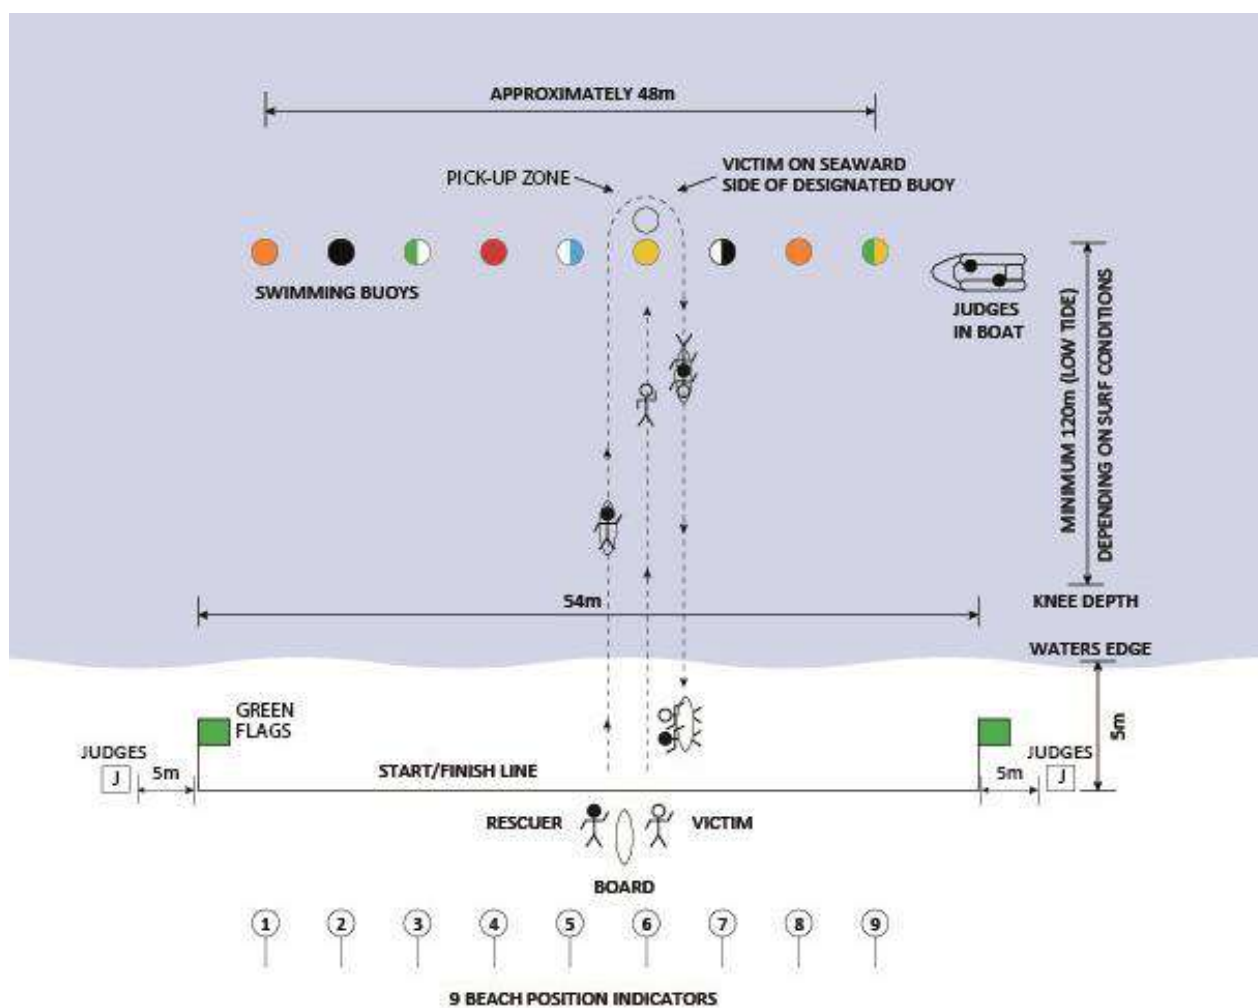 APPROXIMATELY 48m
PICK-UP ZONE
VICTIM ON SEAWARD
SIDE OF DESIGNATED BUOY
SWIMMING BUOYS
JUDGES
IN BOAT
MINIMUM 120m (LOW TIDE)
DEPENDING ON SURF CONDITIONS
54m
KNEE DEPTH
WATERS EDGE
GREEN
FLAGS
5m
JUDGES
J
5m
START/FINISH LINE
5m
JUDGES
J
RESCUER
VICTIM
BOARD
1 2 3 4 5 6 7 8 9
9 BEACH POSITION INDICATORS